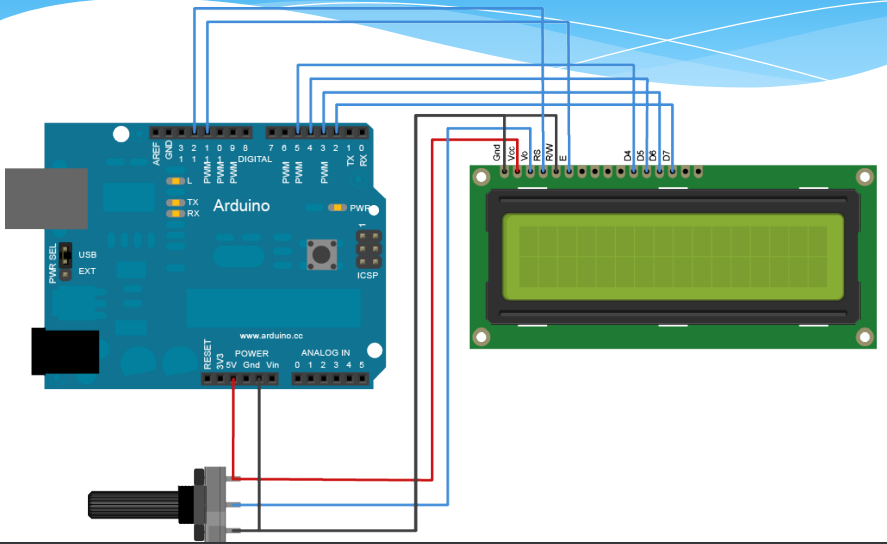 AREF
GND
13
12
11
10
9
8
7
6
5
4
3
2
1
0
PWM
PWM
PWM
PWM
PWM
PWM
TX
RX
DIGITAL
L
TX
RX
Arduino
PWR
1
ICSP
PWR SEL
USB
EXT
www.arduino.cc
RESET
3V3
POWER
5V Gnd Vin
ANALOG IN
0 1 2 3 4 5
Gnd
Vcc
Vo
RS
R/W
E
D4
D5
D6
D7